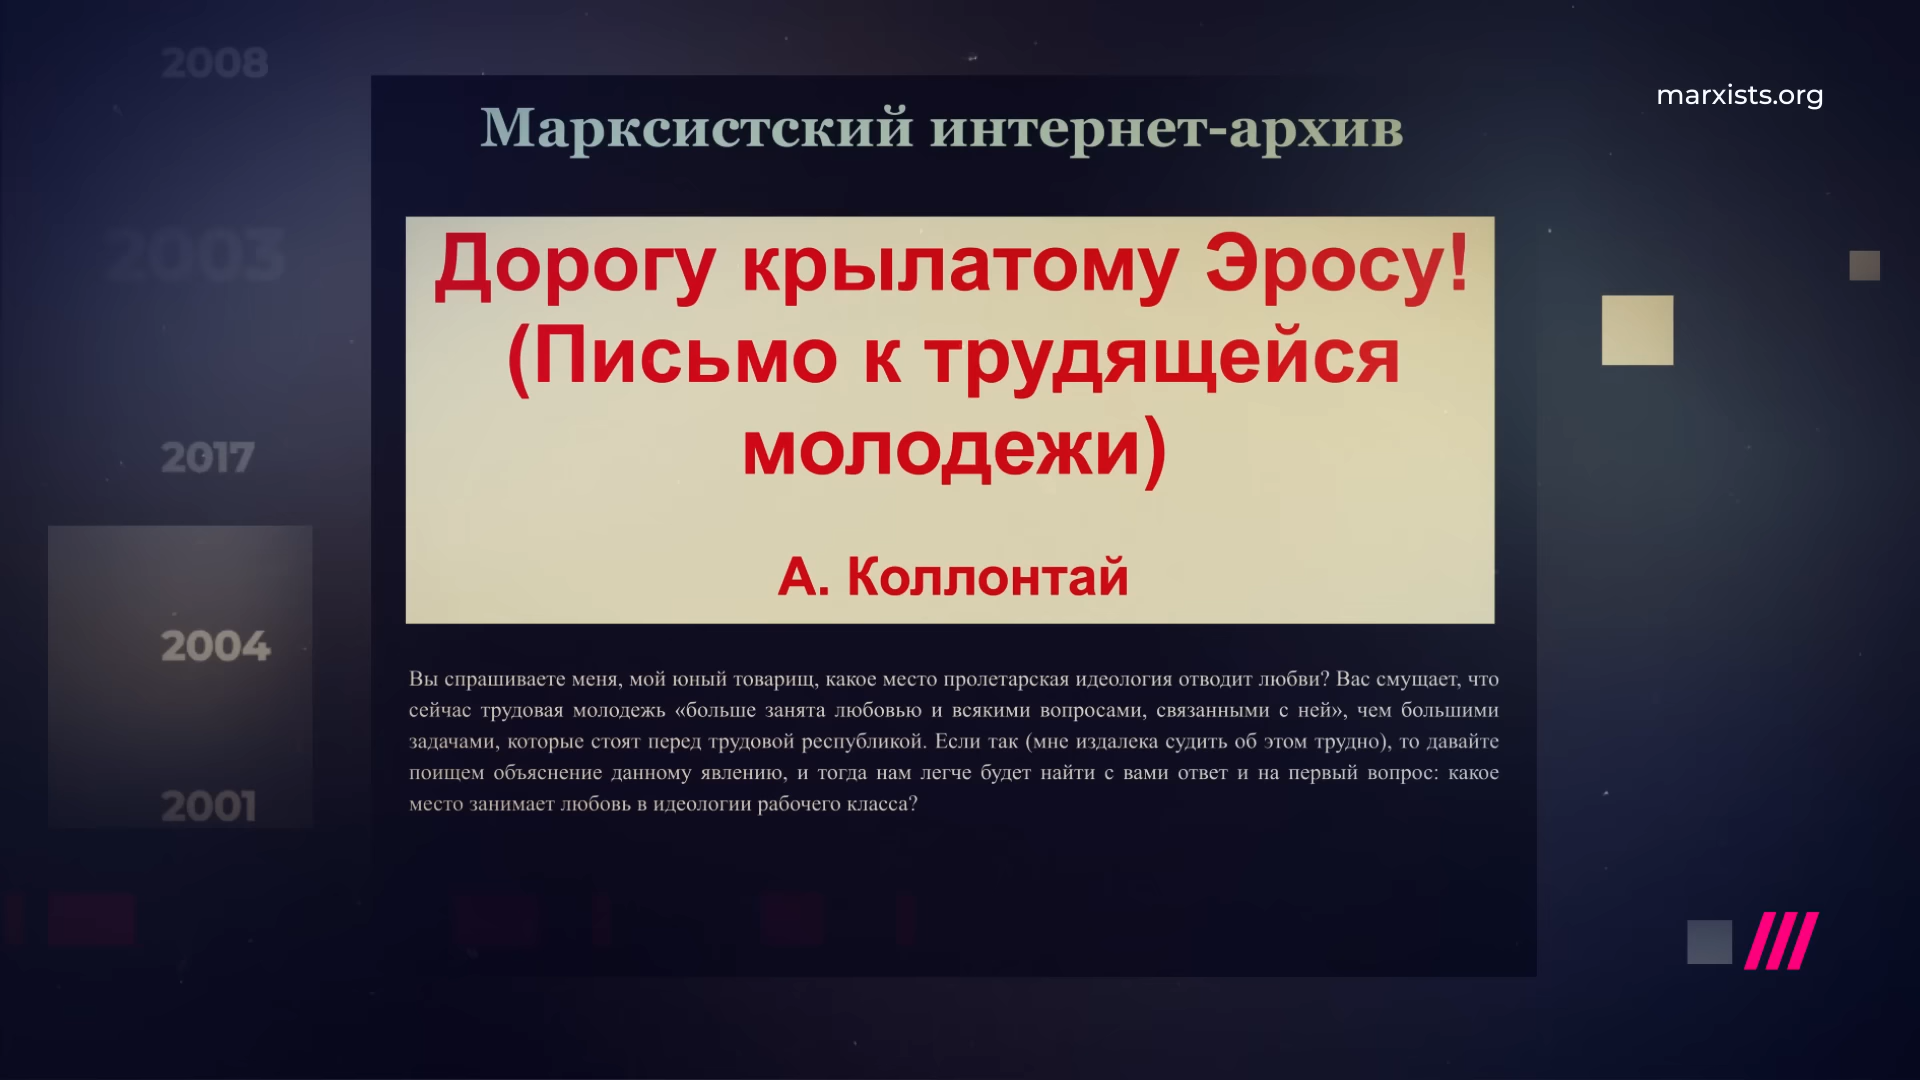 2008
marxists.org
Марксистский интернет-архив
2003
Дорогу крылатому Эросу!
(Письмо к трудящейся
молодежи)
2017
А. Коллонтай
2004
Вы спрашиваете меня, мой юный товарищ, какое место пролетарская идеология отводит любви? Вас смущает, что
сейчас трудовая молодежь «больше занята любовью и всякими вопросами, связанными с ней», чем большими
задачами, которые стоят перед трудовой республикой. Если так (мне издалека судить об этом трудно), то давайте
поищем объяснение данному явлению, и тогда нам легче будет найти с вами ответ и на первый вопрос: какое
место занимает любовь в идеологии рабочего класса?
2001